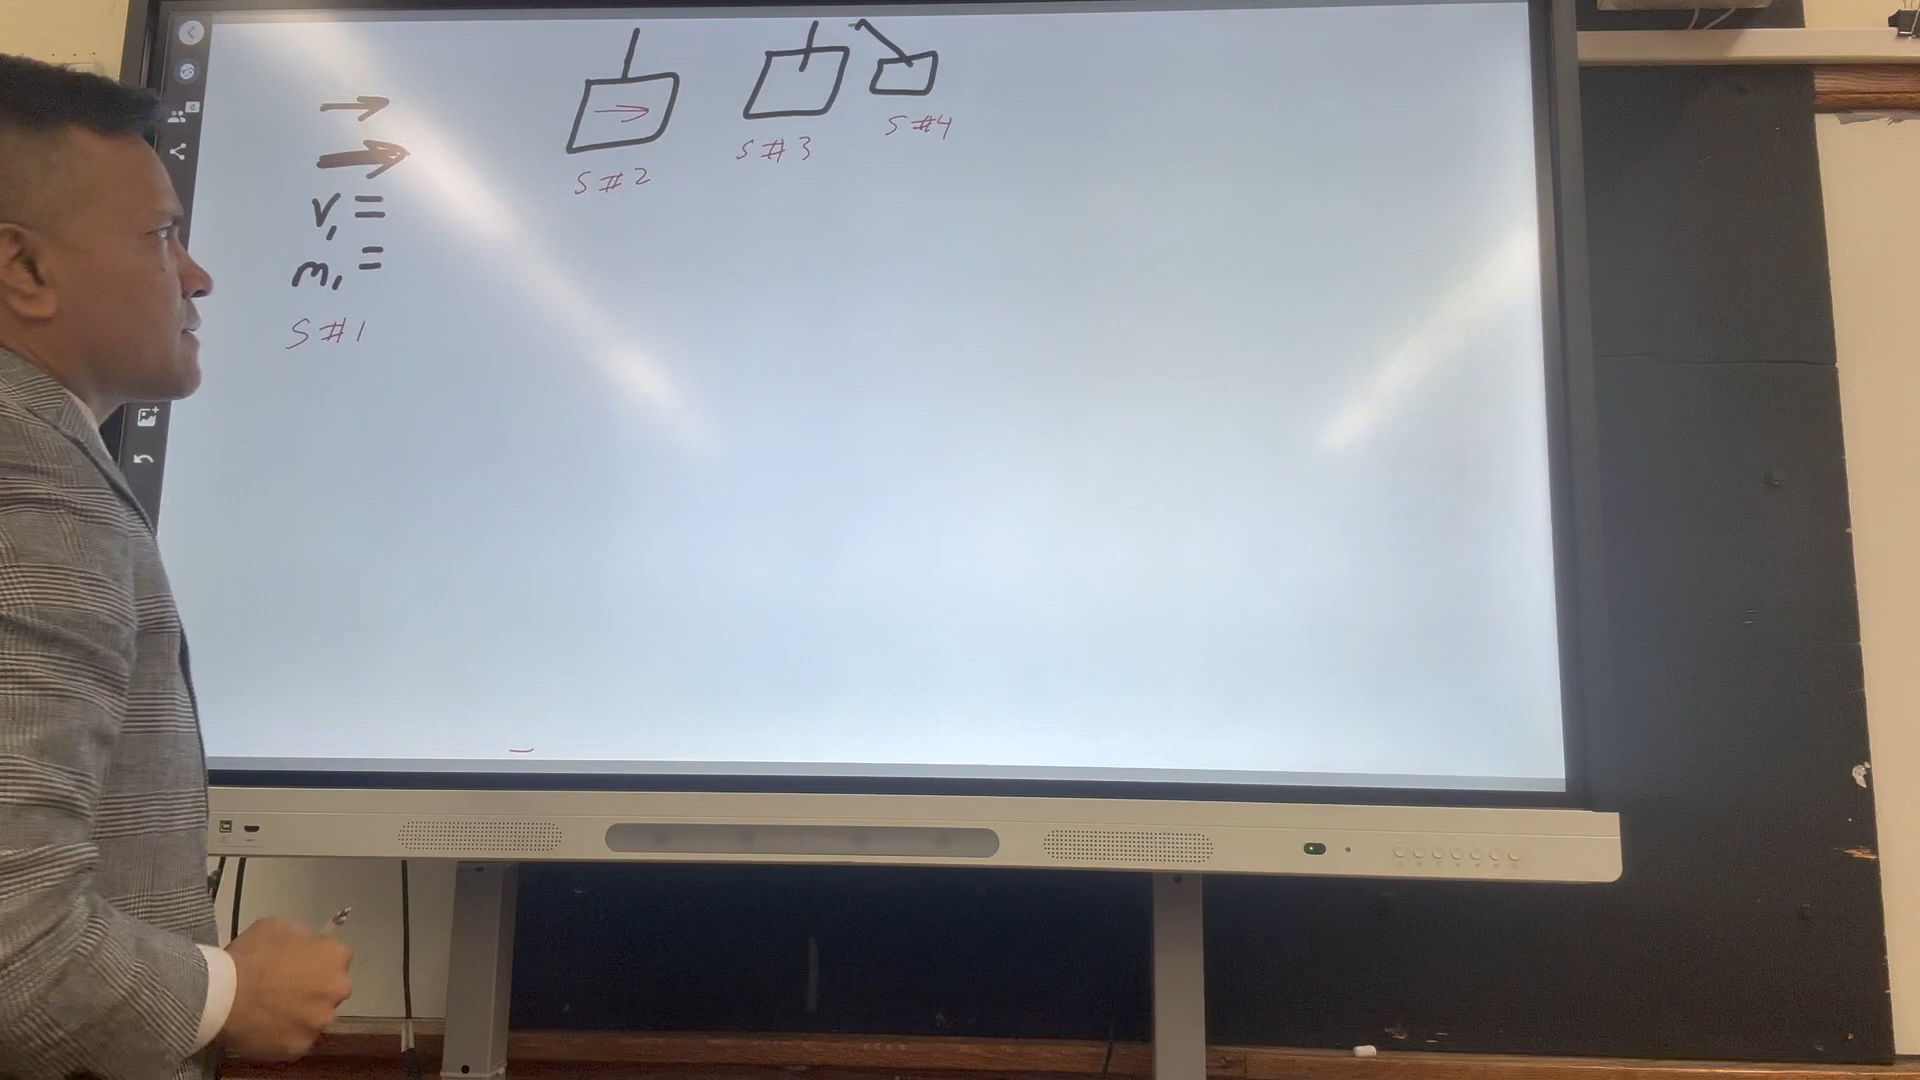 v₁ =
m₁ =
S#1
S#2
S#3
S#4